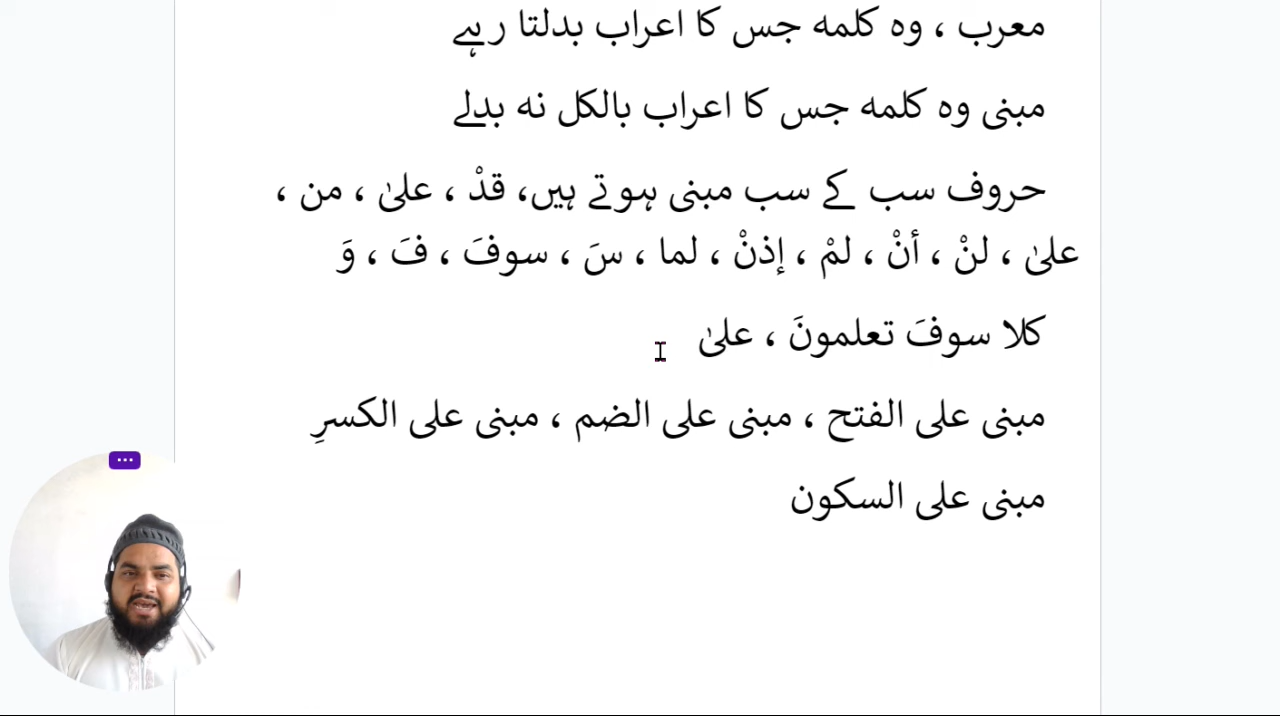 معرب ، وہ کلمہ جس کا اعراب بدلتا رہے
مبنی وہ کلمہ جس کا اعراب بالکل نہ بدلے
حروف سب کے سب مبنی ہوتے ہیں، قدْ ، علیٰ ، من ،
علیٰ ، لنْ ، أنْ ، لمْ ، إذنْ ، لما ، سَ ، سوفَ ، فَ ، وَ
کلا سوفَ تعلمونَ ، علیٰ
مبنی علی الفتح ، مبنی علی الضم ، مبنی علی الکسرِ
مبنی علی السکون